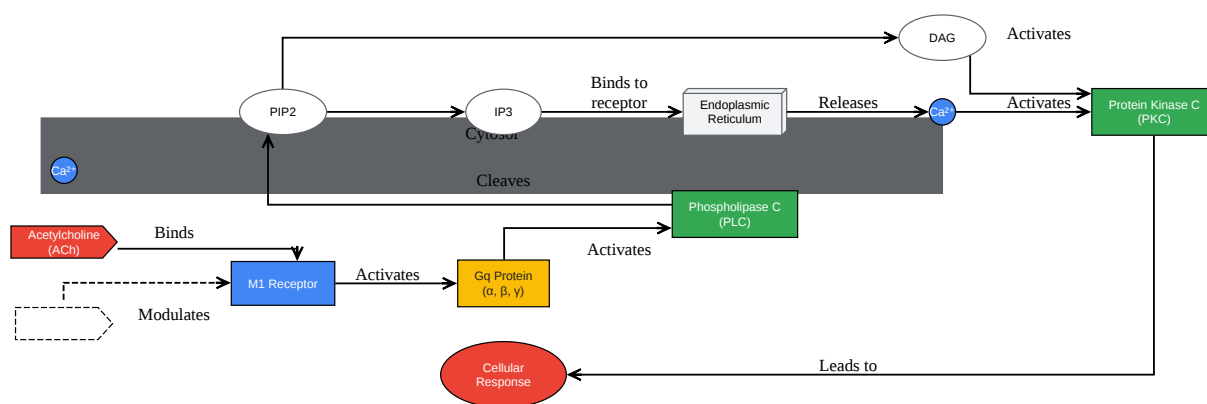 DAG
Activates
PIP2
IP3
Binds to
receptor
Endoplasmic
Reticulum
Releases
Ca²⁺
Activates
Protein Kinase C
(PKC)
Cytosol
Ca²⁺
Cleaves
Phospholipase C
(PLC)
Acetylcholine
(ACh)
Binds
Activates
M1 Receptor
Activates
Gq Protein
(α, β, γ)
Modulates
Cellular
Response
Leads to